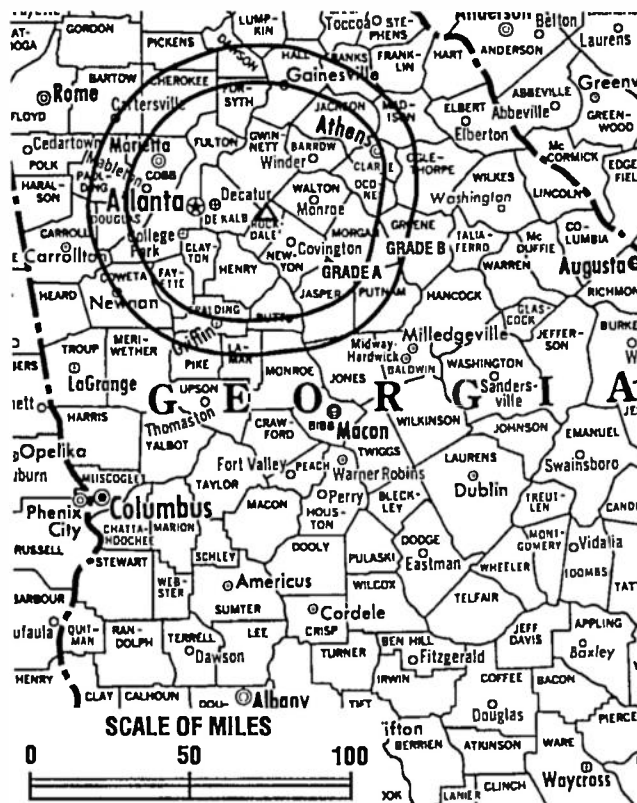 GORDON
PICKENS
LUMP-
KIN
Toccoa
STE-
PHENS
Anderson
Belton
Laurens
ANDERSON
DAWSON
HALL
BANKS
FRANK-
LIN
HART
BARTOW
CHEROKEE
Gainesville
Rome
FLOYD
FOR-
SYTH
JACKSON
MAD-
ISON
ELBERT
Elberton
ABBEVILLE
Abbeville
Greenw
GREEN-
WOOD
Cartersville
Cedartown
POLK
Marietta
Mableton
COBB
FULTON
GWIN-
NETT
BARROW
Winder
Athens
CLARKE
OCO-
NEE
OGLE-
THORPE
WILKES
Washington
LINCOLN
Mc
CORMICK
EDGE
FIEL
HARAL-
SON
PAUL-
DING
DOUGLAS
Atlanta
Decatur
DE KALB
WALTON
Monroe
ROCK-
DALE
College
Park
CARROLL
Carrollton
CLAY-
TON
NEW-
TON
Covington
MORGAN
GREENE
GRADE B
GRADE A
TALIA-
FERRO
Mc
DUFFIE
CO-
LUMBIA
WARREN
Augusta
RICHMON
HEARD
COWETA
Newnan
FAY-
ETTE
HENRY
SPALDING
Griffin
BUTTS
JASPER
PUTNAM
HANCOCK
GLAS-
COCK
JEFFER-
SON
BURKE
TROUP
LaGrange
MERI-
WETHER
PIKE
LA-
MAR
MONROE
JONES
Midway-
Hardwick
Milledgeville
BALDWIN
WASHINGTON
Sanders-
ville
GEORGIA
HARRIS
UPSON
Thomaston
TALBOT
CRAW-
FORD
BIBB
Macon
WILKINSON
JOHNSON
EMANUEL
Swainsboro
Opelika
Phenix
City
Columbus
CHATTA-
HOOCHEE
MARION
TAYLOR
Fort Valley
PEACH
TWIGGS
Warner Robins
Perry
HOUS-
TON
BLECK-
LEY
LAURENS
Dublin
TREUT-
LEN
CAND
RUSSELL
STEWART
SCHLEY
MACON
DOOLY
PULASKI
DODGE
Eastman
WHEELER
MONT-
GOMERY
Vidalia
TOOMBS
TAT
BARBOUR
ufaula
QUIT-
MAN
WEB-
STER
Americus
SUMTER
Cordele
CRISP
WILCOX
TELFAIR
HENRY
CLAY
RAN-
DOLPH
CALHOUN
TERRELL
Dawson
LEE
DOU-
Albany
TURNER
BEN HILL
Fitzgerald
IRWIN
JEFF
DAVIS
APPLING
Baxley
COFFEE
Douglas
BACON
PIERCE
ifton
BERRIEN
ATKINSON
WARE
Waycross
LANIER
CLINCH
SCALE OF MILES
0 50 100